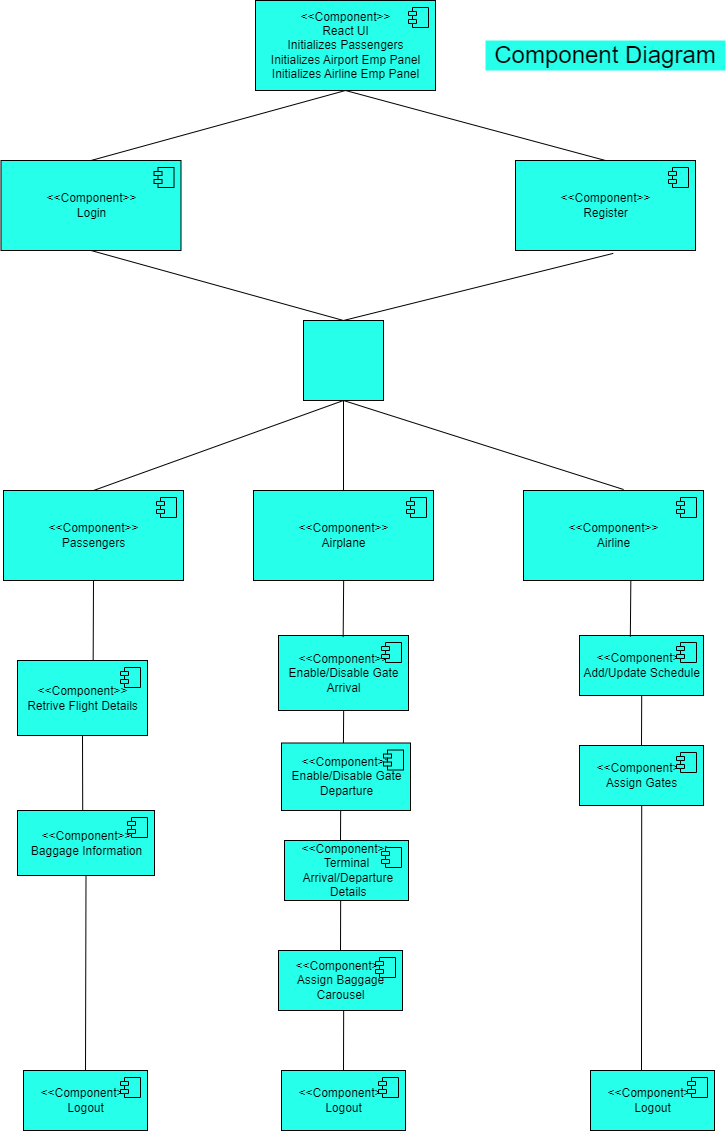 <<Component>>
React UI
Initializes Passengers
Initializes Airport Emp Panel
Initializes Airline Emp Panel
Component Diagram
<<Component>>
Login
<<Component>>
Register
<<Component>>
Passengers
<<Component>>
Airplane
<<Component>>
Airline
<<Component>>
Retrive Flight Details
<<Component>>
Enable/Disable Gate
Arrival
<<Component>>
Add/Update Schedule
<<Component>>
Enable/Disable Gate
Departure
<<Component>>
Assign Gates
<<Component>>
Baggage Information
<<Component>>
Terminal
Arrival/Departure
Details
<<Component>>
Assign Baggage
Carousel
<<Component>>
Logout
<<Component>>
Logout
<<Component>>
Logout